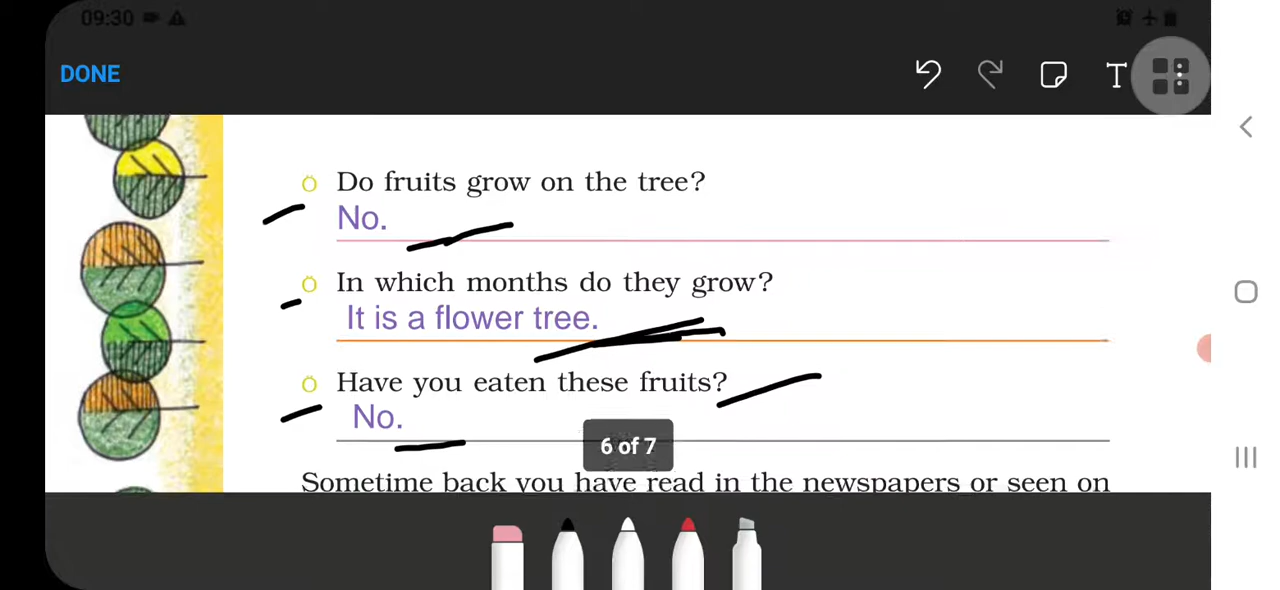 09:30
DONE
T
Do fruits grow on the tree?
No.
In which months do they grow?
It is a flower tree.
Have you eaten these fruits?
No.
6 of 7
Sometime back you have read in the newspapers or seen on